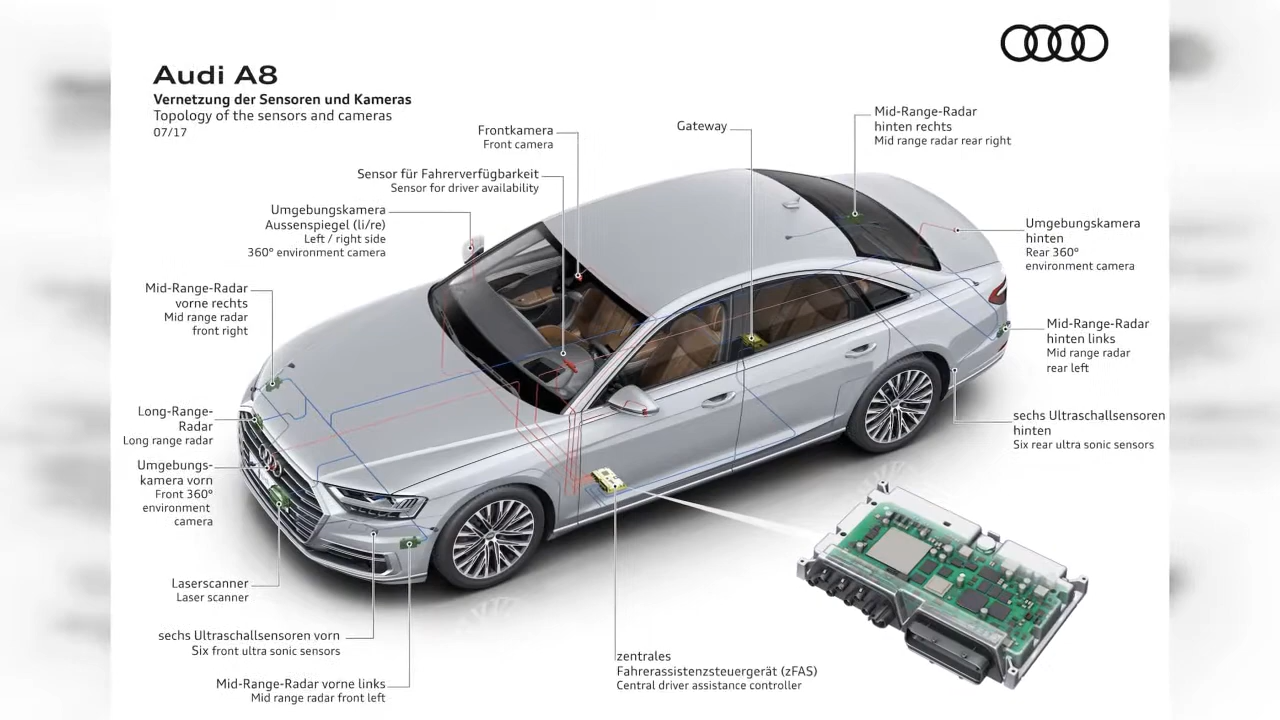 Audi A8
Vernetzung der Sensoren und Kameras
Topology of the sensors and cameras
07/17
Frontkamera
Front camera
Gateway
Mid-Range-Radar
hinten rechts
Mid range radar rear right
Sensor für Fahrerverfügbarkeit
Sensor for driver availability
Umgebungskamera
Aussenspiegel (li/re)
Left / right side
360° environment camera
Umgebungskamera
hinten
Rear 360°
environment camera
Mid-Range-Radar
vorne rechts
Mid range radar
front right
Mid-Range-Radar
hinten links
Mid range radar
rear left
Long-Range-
Radar
Long range radar
sechs Ultraschallsensoren
hinten
Six rear ultra sonic sensors
Umgebungs-
kamera vorn
Front 360°
environment
camera
Laserscanner
Laser scanner
sechs Ultraschallsensoren vorn
Six front ultra sonic sensors
zentrales
Fahrerassistenzsteuergerät (zFAS)
Central driver assistance controller
Mid-Range-Radar vorne links
Mid range radar front left